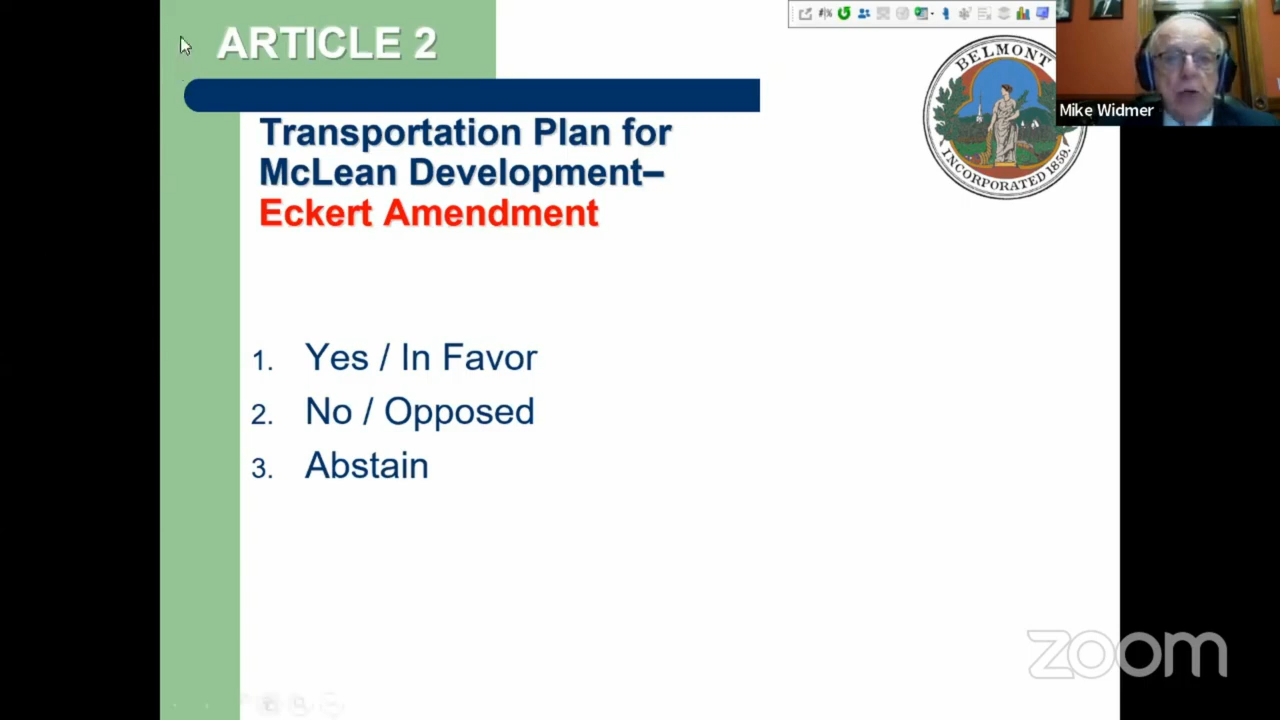 ARTICLE 2
Transportation Plan for
McLean Development–
Eckert Amendment
1. Yes / In Favor
2. No / Opposed
3. Abstain
BELMONT
INCORPORATED 1859.
Mike Widmer
zoom